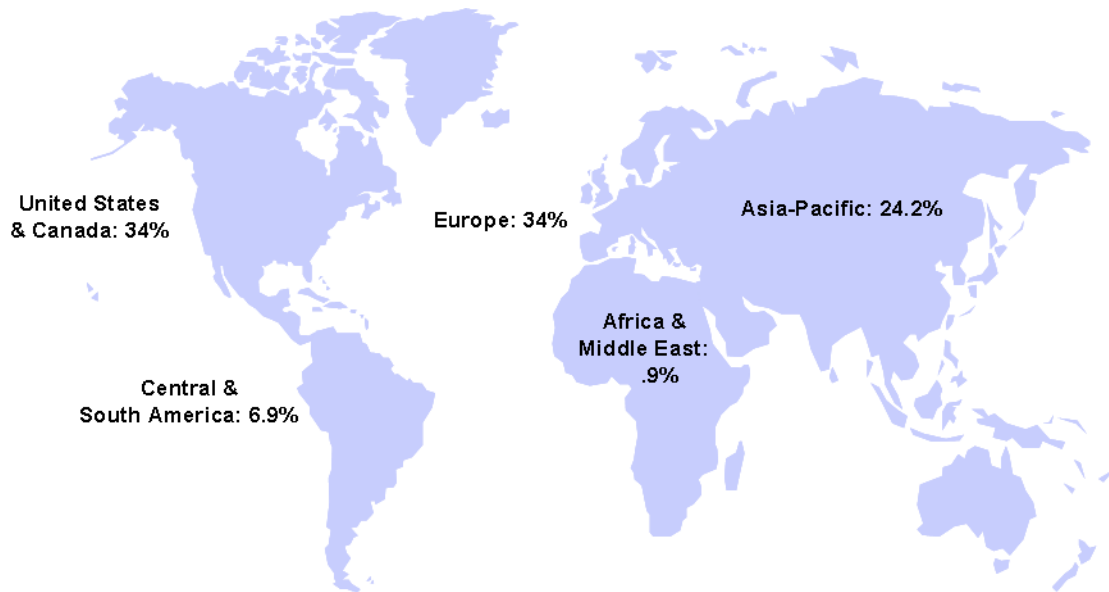 United States
& Canada: 34%
Europe: 34%
Asia-Pacific: 24.2%
Africa &
Middle East:
.9%
Central &
South America: 6.9%